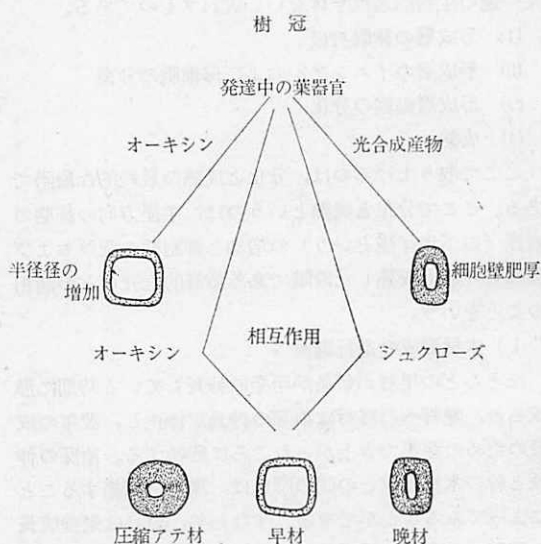 樹冠
発達中の葉器官
オーキシン
光合成産物
半径径の
増加
細胞壁肥厚
オーキシン
相互作用
シュクローズ
圧縮アテ材
早材
晩材